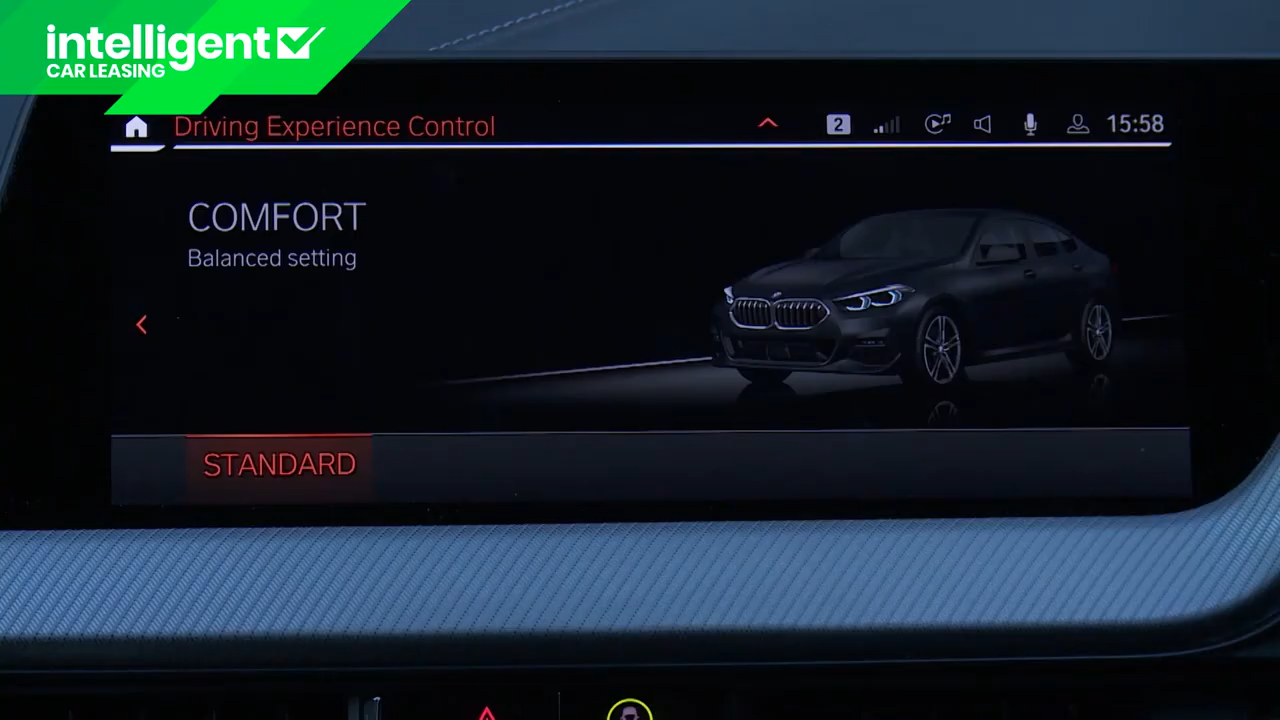 intelligent
CAR LEASING
Driving Experience Control
2
15:58
COMFORT
Balanced setting
STANDARD